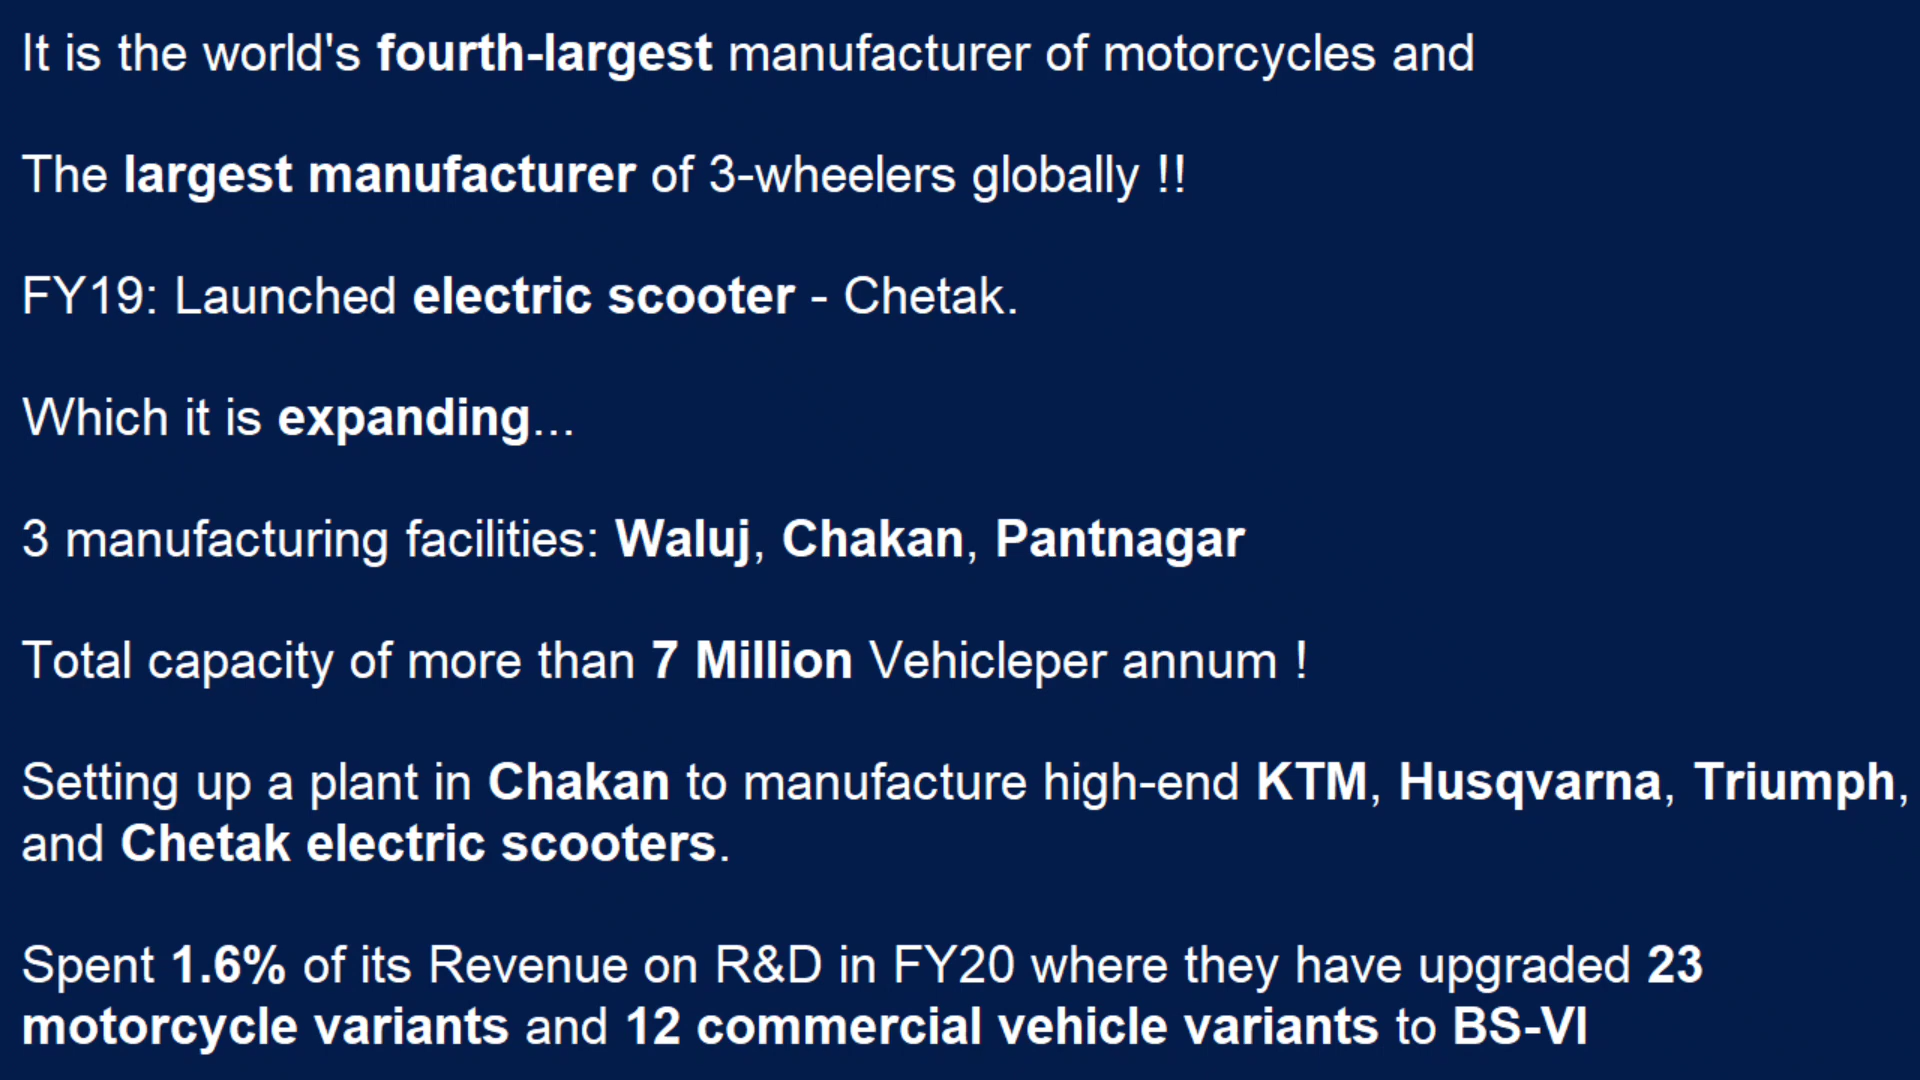 It is the world's fourth-largest manufacturer of motorcycles and
The largest manufacturer of 3-wheelers globally !!
FY19: Launched electric scooter - Chetak.
Which it is expanding...
3 manufacturing facilities: Waluj, Chakan, Pantnagar
Total capacity of more than 7 Million Vehicleper annum !
Setting up a plant in Chakan to manufacture high-end KTM, Husqvarna, Triumph,
and Chetak electric scooters.
Spent 1.6% of its Revenue on R&D in FY20 where they have upgraded 23
motorcycle variants and 12 commercial vehicle variants to BS-VI